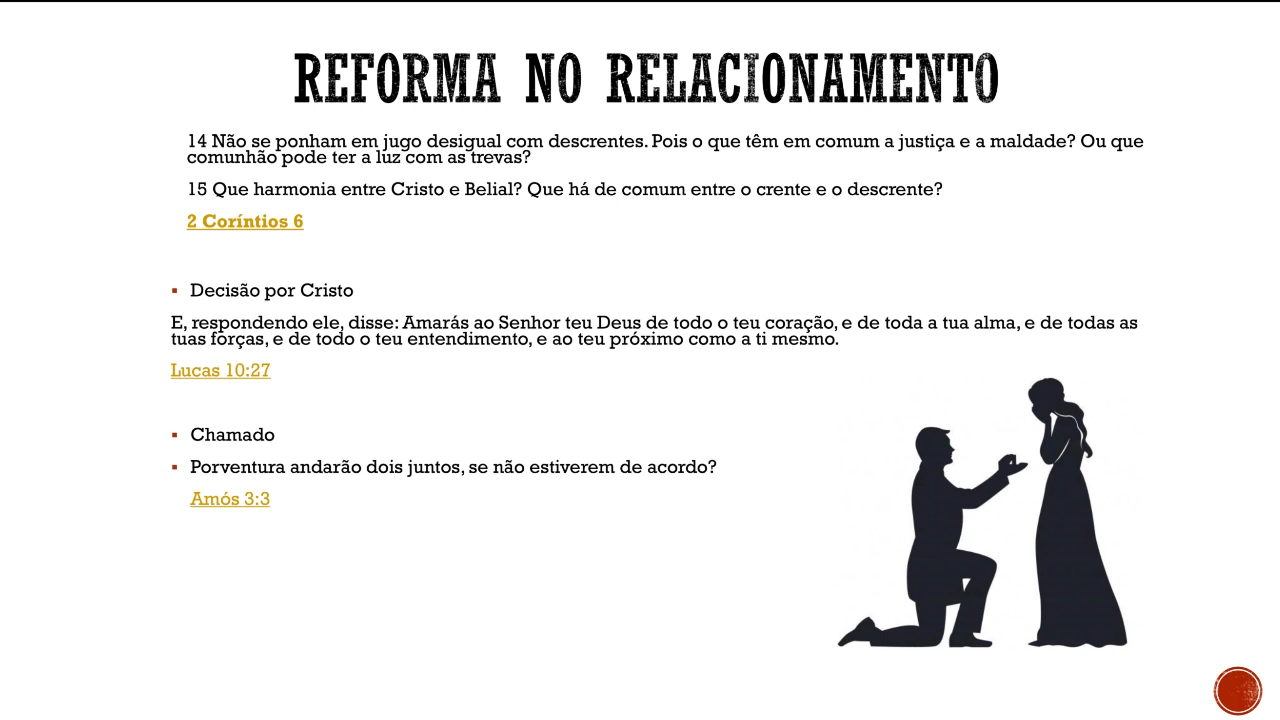 REFORMA NO RELACIONAMENTO
14 Não se ponham em jugo desigual com descrentes. Pois o que têm em comum a justiça e a maldade? Ou que
comunhão pode ter a luz com as trevas?
15 Que harmonia entre Cristo e Belial? Que há de comum entre o crente e o descrente?
2 Coríntios 6
▪ Decisão por Cristo
E, respondendo ele, disse: Amarás ao Senhor teu Deus de todo o teu coração, e de toda a tua alma, e de todas as
tuas forças, e de todo o teu entendimento, e ao teu próximo como a ti mesmo.
Lucas 10:27
▪ Chamado
▪ Porventura andarão dois juntos, se não estiverem de acordo?
Amós 3:3